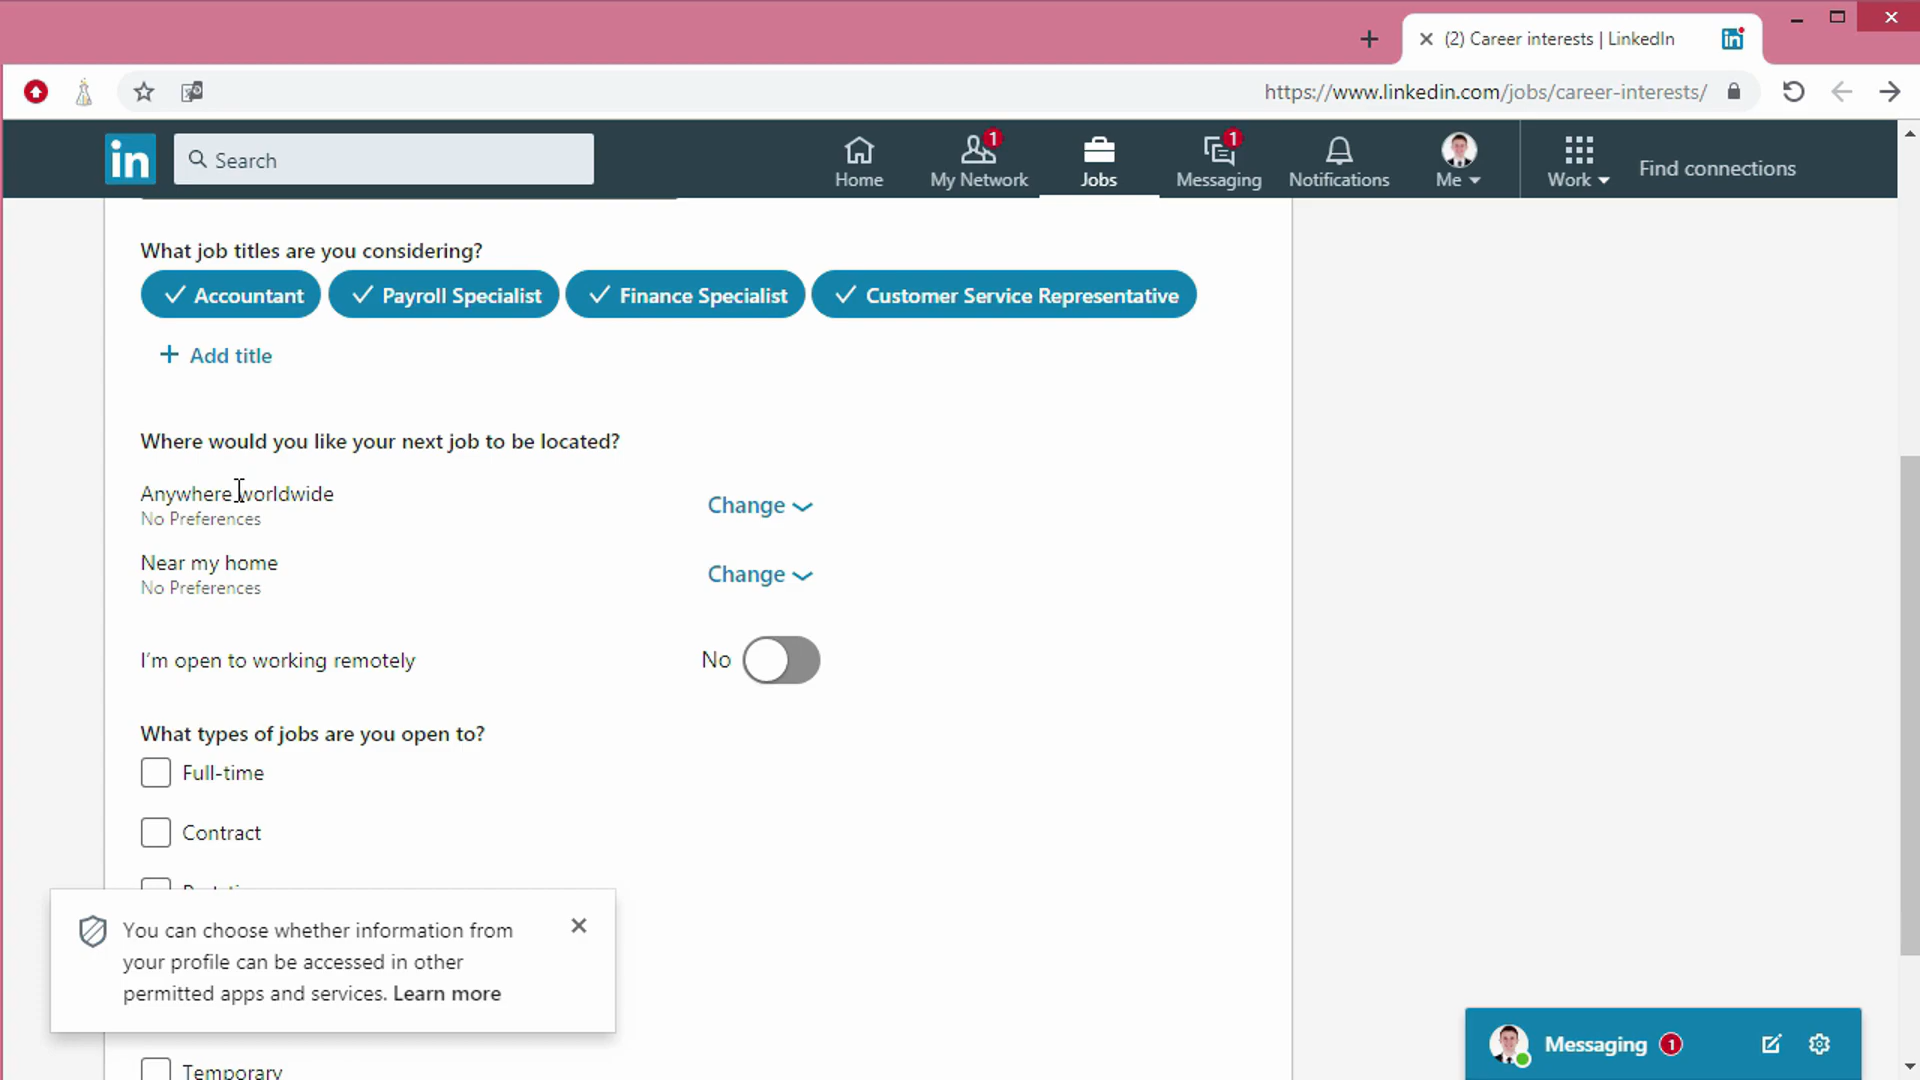 (2) Career interests | LinkedIn
https://www.linkedin.com/jobs/career-interests/
in
Search
Home
1
My Network
Jobs
1
Messaging
Notifications
Me
Work
Find connections
What job titles are you considering?
Accountant
Payroll Specialist
Finance Specialist
Customer Service Representative
+ Add title
Where would you like your next job to be located?
Anywhere worldwide
No Preferences
Change
Near my home
No Preferences
Change
I'm open to working remotely
No
What types of jobs are you open to?
Full-time
Contract
You can choose whether information from
your profile can be accessed in other
permitted apps and services. Learn more
Temporary
Messaging 1